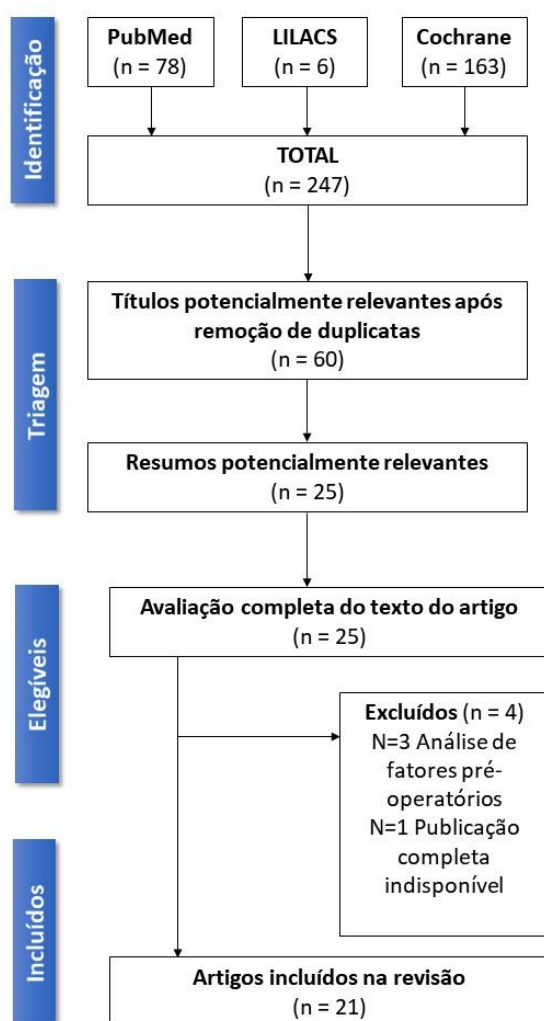 Identificação
PubMed
(n = 78)
LILACS
(n = 6)
Cochrane
(n = 163)
TOTAL
(n = 247)
Triagem
Títulos potencialmente relevantes após
remoção de duplicatas
(n = 60)
Resumos potencialmente relevantes
(n = 25)
Elegíveis
Avaliação completa do texto do artigo
(n = 25)
Excluídos (n = 4)
N=3 Análise de
fatores pré-
operatórios
N=1 Publicação
completa
indisponível
Incluídos
Artigos incluídos na revisão
(n = 21)